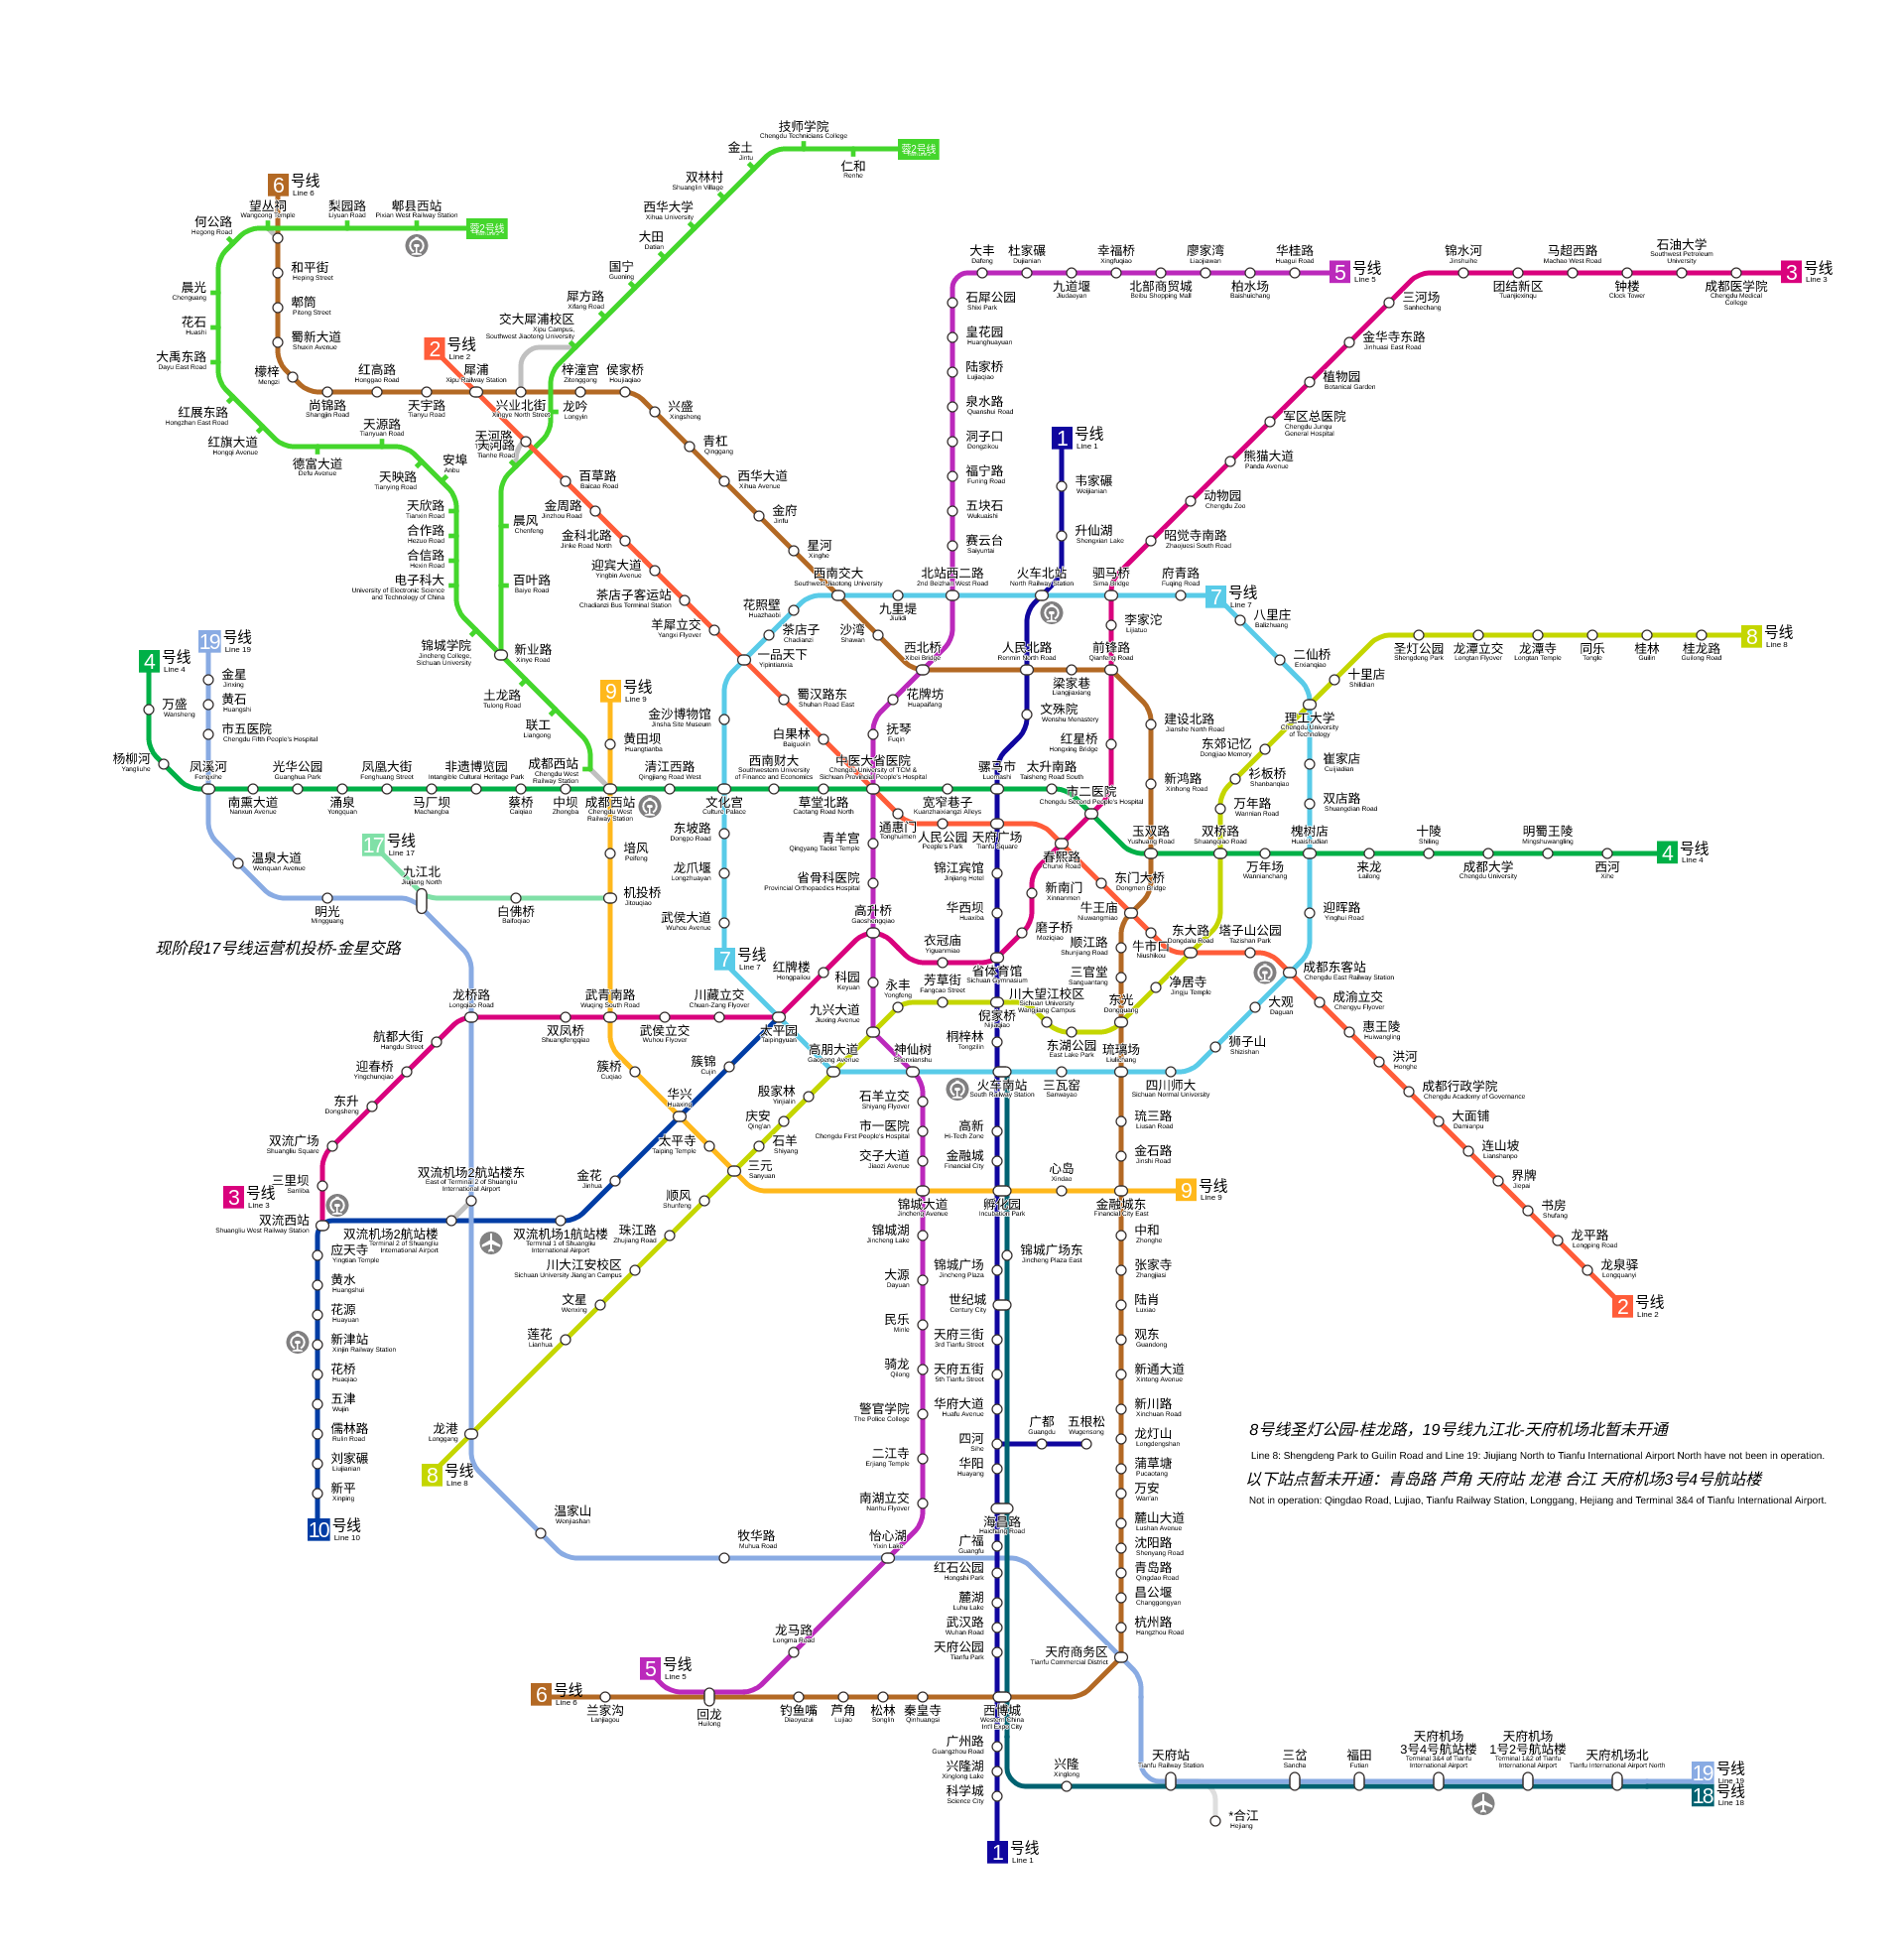 技师学院
Chengdu Technicians College
金土
Jintu
蓉2号线
仁和
Renhe
双林村
Shuanglin Village
6 号线
Line 6
望丛祠
Wangcong Temple
梨园路
Liyuan Road
郫县西站
Pixian West Railway Station
西华大学
Xihua University
何公路
Hegong Road
蓉2号线
大田
Datian
国宁
Guoning
和平街
Heping Street
晨光
Chenguang
郫筒
Pitong Street
犀方路
Xifang Road
花石
Huashi
蜀新大道
Shuxin Avenue
交大犀浦校区
Xipu Campus,
Southwest Jiaotong University
大禹东路
Dayu East Road
檬梓
Mengzi
2 号线
Line 2
红高路
Honggao Road
犀浦
Xipu Railway Station
梓潼宫
Zitenggong
侯家桥
Houjiaqiao
尚锦路
Shangjin Road
天宇路
Tianyu Road
兴业北街
Xingye North Street
龙吟
Longyin
兴盛
Xingsheng
红展东路
Hongzhan East Road
天源路
Tianyuan Road
天河路
天河路
Tianhe Road
青杠
Qinggang
红旗大道
Hongqi Avenue
德富大道
Defu Avenue
安埠
Anbu
天映路
Tianying Road
百草路
Baicao Road
西华大道
Xihua Avenue
天欣路
Tianxin Road
金周路
Jinzhou Road
金府
Jinfu
晨风
Chenfeng
合作路
Hezuo Road
金科北路
Jinke Road North
星河
Xinghe
合信路
Hexin Road
迎宾大道
Yingbin Avenue
电子科大
University of Electronic Science
and Technology of China
百叶路
Baiye Road
茶店子客运站
Chadianzi Bus Terminal Station
羊犀立交
Yangxi Flyover
锦城学院
Jincheng College,
Sichuan University
新业路
Xinye Road
土龙路
Tulong Road
联工
Liangong
成都西站
Chengdu West
Railway Station
大丰
Dafeng
杜家碾
Dujianian
幸福桥
Xingfuqiao
廖家湾
Liaojiawan
华桂路
Huagui Road
5 号线
Line 5
九道堰
Jiudaoyan
北部商贸城
Beibu Shopping Mall
柏水场
Baishuichang
石犀公园
Shixi Park
皇花园
Huanghuayuan
陆家桥
Lujiaqiao
泉水路
Quanshui Road
洞子口
Dongzikou
福宁路
Funing Road
五块石
Wukuaishi
赛云台
Saiyuntai
锦水河
Jinshuihe
马超西路
Machao West Road
石油大学
Southwest Petroleum
University
3 号线
Line 3
团结新区
Tuanjiexinqu
钟楼
Clock Tower
成都医学院
Chengdu Medical
College
三河场
Sanhechang
金华寺东路
Jinhuasi East Road
植物园
Botanical Garden
军区总医院
Chengdu Junqu
General Hospital
熊猫大道
Panda Avenue
动物园
Chengdu Zoo
昭觉寺南路
Zhaojuesi South Road
1 号线
Line 1
韦家碾
Weijianian
升仙湖
Shengxian Lake
西南交大
Southwest Jiaotong University
北站西二路
2nd Beizhan West Road
火车北站
North Railway Station
驷马桥
Sima Bridge
府青路
Fuqing Road
7 号线
Line 7
花照壁
Huazhaobi
九里堤
Jiulidi
八里庄
Balizhuang
茶店子
Chadianzi
沙湾
Shawan
李家沱
Lijiatuo
一品天下
Yipintianxia
西北桥
Xibei Bridge
人民北路
Renmin North Road
前锋路
Qianfeng Road
二仙桥
Erxianqiao
梁家巷
Liangjiaxiang
8 号线
Line 8
圣灯公园
Shengdeng Park
龙潭立交
Longtan Flyover
龙潭寺
Longtan Temple
同乐
Tongle
桂林
Guilin
桂龙路
Guilong Road
十里店
Shilidian
19 号线
Line 19
4 号线
Line 4
金星
Jinxing
万盛
Wansheng
黄石
Huangshi
市五医院
Chengdu Fifth People's Hospital
杨柳河
Yangliuhe
凤溪河
Fengxihe
光华公园
Guanghua Park
凤凰大街
Fenghuang Street
非遗博览园
Intangible Cultural Heritage Park
南熏大道
Nanxun Avenue
涌泉
Yongquan
马厂坝
Machangba
蔡桥
Caiqiao
中坝
Zhongba
成都西站
Chengdu West
Railway Station
9 号线
Line 9
黄田坝
Huangtianba
清江西路
Qingjiang Road West
金沙博物馆
Jinsha Site Museum
蜀汉路东
Shuhan Road East
白果林
Baiguolin
花牌坊
Huapaifang
抚琴
Fuqin
西南财大
Southwestern University
of Finance and Economics
中医大省医院
Chengdu University of TCM &
Sichuan Provincial People's Hospital
文化宫
Culture Palace
草堂北路
Caotang Road North
宽窄巷子
Kuanzhaixiangzi Alleys
文殊院
Wenshu Monastery
骡马市
Luomashi
太升南路
Taisheng Road South
红星桥
Hongxing Bridge
市二医院
Chengdu Second People's Hospital
建设北路
Jianshe North Road
新鸿路
Xinhong Road
理工大学
Chengdu University
of Technology
东郊记忆
Dongjiao Memory
衫板桥
Shanbanqiao
万年路
Wannian Road
崔家店
Cuijiadian
双店路
Shuangdian Road
玉双路
Yushuang Road
双桥路
Shuangqiao Road
槐树店
Huaishudian
万年场
Wannianchang
来龙
Lailong
十陵
Shiling
成都大学
Chengdu University
明蜀王陵
Mingshuwangling
西河
Xihe
4 号线
Line 4
通惠门
Tonghuimen
人民公园
People's Park
天府广场
Tianfu Square
春熙路
Chunxi Road
东门大桥
Dongmen Bridge
牛王庙
Niuwangmiao
牛市口
Niushikou
东大路
Dongdalu Road
塔子山公园
Tazishan Park
成都东客站
Chengdu East Railway Station
迎晖路
Yinghui Road
17 号线
Line 17
九江北
Jiujiang North
温泉大道
Wenquan Avenue
明光
Mingguang
白佛桥
Baifoqiao
培风
Peifeng
机投桥
Jitouqiao
东坡路
Dongpo Road
龙爪堰
Longzhuayan
武侯大道
Wuhou Avenue
7 号线
Line 7
青羊宫
Qingyang Taoist Temple
省骨科医院
Provincial Orthopaedics Hospital
高升桥
Gaoshengqiao
锦江宾馆
Jinjiang Hotel
华西坝
Huaxiba
新南门
Xinnanmen
磨子桥
Moziqiao
衣冠庙
Yiguanmiao
省体育馆
Sichuan Gymnasium
顺江路
Shunjiang Road
三官堂
Sanguantang
净居寺
Jingju Temple
东光
Dongguang
现阶段17号线运营机投桥-金星交路
红牌楼
Hongpailou
科园
Keyuan
永丰
Yongfeng
芳草街
Fangcao Street
川大望江校区
Sichuan University
Wangjiang Campus
倪家桥
Nijiaqiao
九兴大道
Jiuxing Avenue
桐梓林
Tongzilin
东湖公园
East Lake Park
琉璃场
Liulichang
龙桥路
Longqiao Road
武青南路
Wuqing South Road
川藏立交
Chuan-Zang Flyover
双凤桥
Shuangfengqiao
武侯立交
Wuhou Flyover
太平园
Taipingyuan
高朋大道
Gaopeng Avenue
神仙树
Shenxianshu
火车南站
South Railway Station
三瓦窑
Sanwayao
四川师大
Sichuan Normal University
狮子山
Shizishan
大观
Daguan
航都大街
Hangdu Street
迎春桥
Yingchunqiao
东升
Dongsheng
双流广场
Shuangliu Square
三里坝
Sanliba
3 号线
Line 3
双流西站
Shuangliu West Railway Station
簇桥
Cuqiao
簇锦
Cujin
华兴
Huaxing
殷家林
Yinjialin
庆安
Qing'an
石羊
Shiyang
太平寺
Taiping Temple
三元
Sanyuan
金花
Jinhua
顺风
Shunfeng
双流机场2航站楼东
East of Terminal 2 of Shuangliu
International Airport
双流机场2航站楼
Terminal 2 of Shuangliu
International Airport
双流机场1航站楼
Terminal 1 of Shuangliu
International Airport
珠江路
Zhujiang Road
川大江安校区
Sichuan University Jiang'an Campus
文星
Wenxing
莲花
Lianhua
龙港
Longgang
8 号线
Line 8
应天寺
Yingtian Temple
黄水
Huangshui
花源
Huayuan
新津站
Xinjin Railway Station
花桥
Huaqiao
五津
Wujin
儒林路
Rulin Road
刘家碾
Liujianian
新平
Xinping
10 号线
Line 10
石羊立交
Shiyang Flyover
市一医院
Chengdu First People's Hospital
交子大道
Jiaozi Avenue
锦城大道
Jincheng Avenue
锦城湖
Jincheng Lake
大源
Dayuan
民乐
Minle
骑龙
Qilong
警官学院
The Police College
二江寺
Erjiang Temple
南湖立交
Nanhu Flyover
怡心湖
Yixin Lake
高新
Hi-Tech Zone
金融城
Financial City
孵化园
Incubation Park
心岛
Xindao
锦城广场东
Jincheng Plaza East
锦城广场
Jincheng Plaza
世纪城
Century City
天府三街
3rd Tianfu Street
天府五街
5th Tianfu Street
华府大道
Huafu Avenue
四河
Sihe
广都
Guangdu
五根松
Wugensong
华阳
Huayang
海昌路
Haichang Road
广福
Guangfu
红石公园
Hongshi Park
麓湖
Luhu Lake
武汉路
Wuhan Road
天府公园
Tianfu Park
西博城
Western China
Int'l Expo City
广州路
Guangzhou Road
兴隆湖
Xinglong Lake
科学城
Science City
1 号线
Line 1
琉三路
Liusan Road
金石路
Jinshi Road
9 号线
Line 9
金融城东
Financial City East
中和
Zhonghe
张家寺
Zhangjiasi
陆肖
Luxiao
观东
Guandong
新通大道
Xintong Avenue
新川路
Xinchuan Road
龙灯山
Longdengshan
蒲草塘
Pucaotang
万安
Wan'an
麓山大道
Lushan Avenue
沈阳路
Shenyang Road
青岛路
Qingdao Road
昌公堰
Changgongyan
杭州路
Hangzhou Road
天府商务区
Tianfu Commercial District
成渝立交
Chengyu Flyover
惠王陵
Huiwangling
洪河
Honghe
成都行政学院
Chengdu Academy of Governance
大面铺
Damianpu
连山坡
Lianshanpo
界牌
Jiepai
书房
Shufang
龙平路
Longping Road
龙泉驿
Longquanyi
2 号线
Line 2
8号线圣灯公园-桂龙路，19号线九江北-天府机场北暂未开通
Line 8: Shengdeng Park to Guilin Road and Line 19: Jiujiang North to Tianfu International Airport North have not been in operation.
以下站点暂未开通：青岛路 芦角 天府站 龙港 合江 天府机场3号4号航站楼
Not in operation: Qingdao Road, Lujiao, Tianfu Railway Station, Longgang, Hejiang and Terminal 3&4 of Tianfu International Airport.
温家山
Wenjiashan
牧华路
Muhua Road
龙马路
Longma Road
5 号线
Line 5
6 号线
Line 6
兰家沟
Lanjiagou
回龙
Huilong
钓鱼嘴
Diaoyuzui
芦角
Lujiao
松林
Songlin
秦皇寺
Qinhuangsi
兴隆
Xinglong
天府站
Tianfu Railway Station
*合江
Hejiang
三岔
Sancha
福田
Futian
天府机场
3号4号航站楼
Terminal 3&4 of Tianfu
International Airport
天府机场
1号2号航站楼
Terminal 1&2 of Tianfu
International Airport
天府机场北
Tianfu International Airport North
19 号线
Line 19
18 号线
Line 18